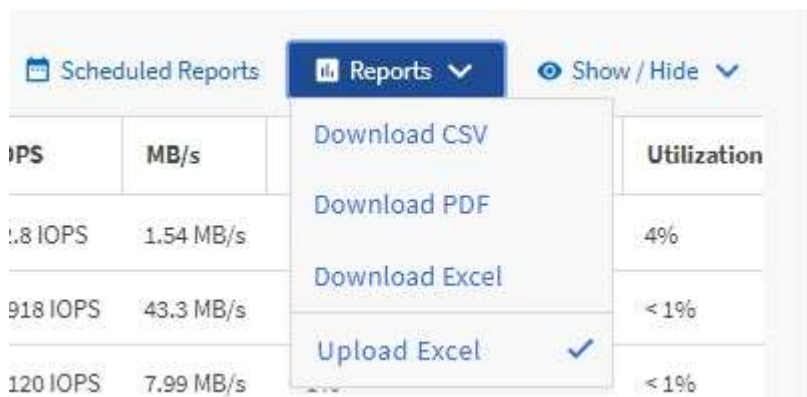 Scheduled Reports Reports Show / Hide
MB/s Utilization
Download CSV
Download PDF
1.54 MB/s 4%
Download Excel
918 IOPS 43.3 MB/s < 1%
Upload Excel
120 IOPS 7.99 MB/s < 1%